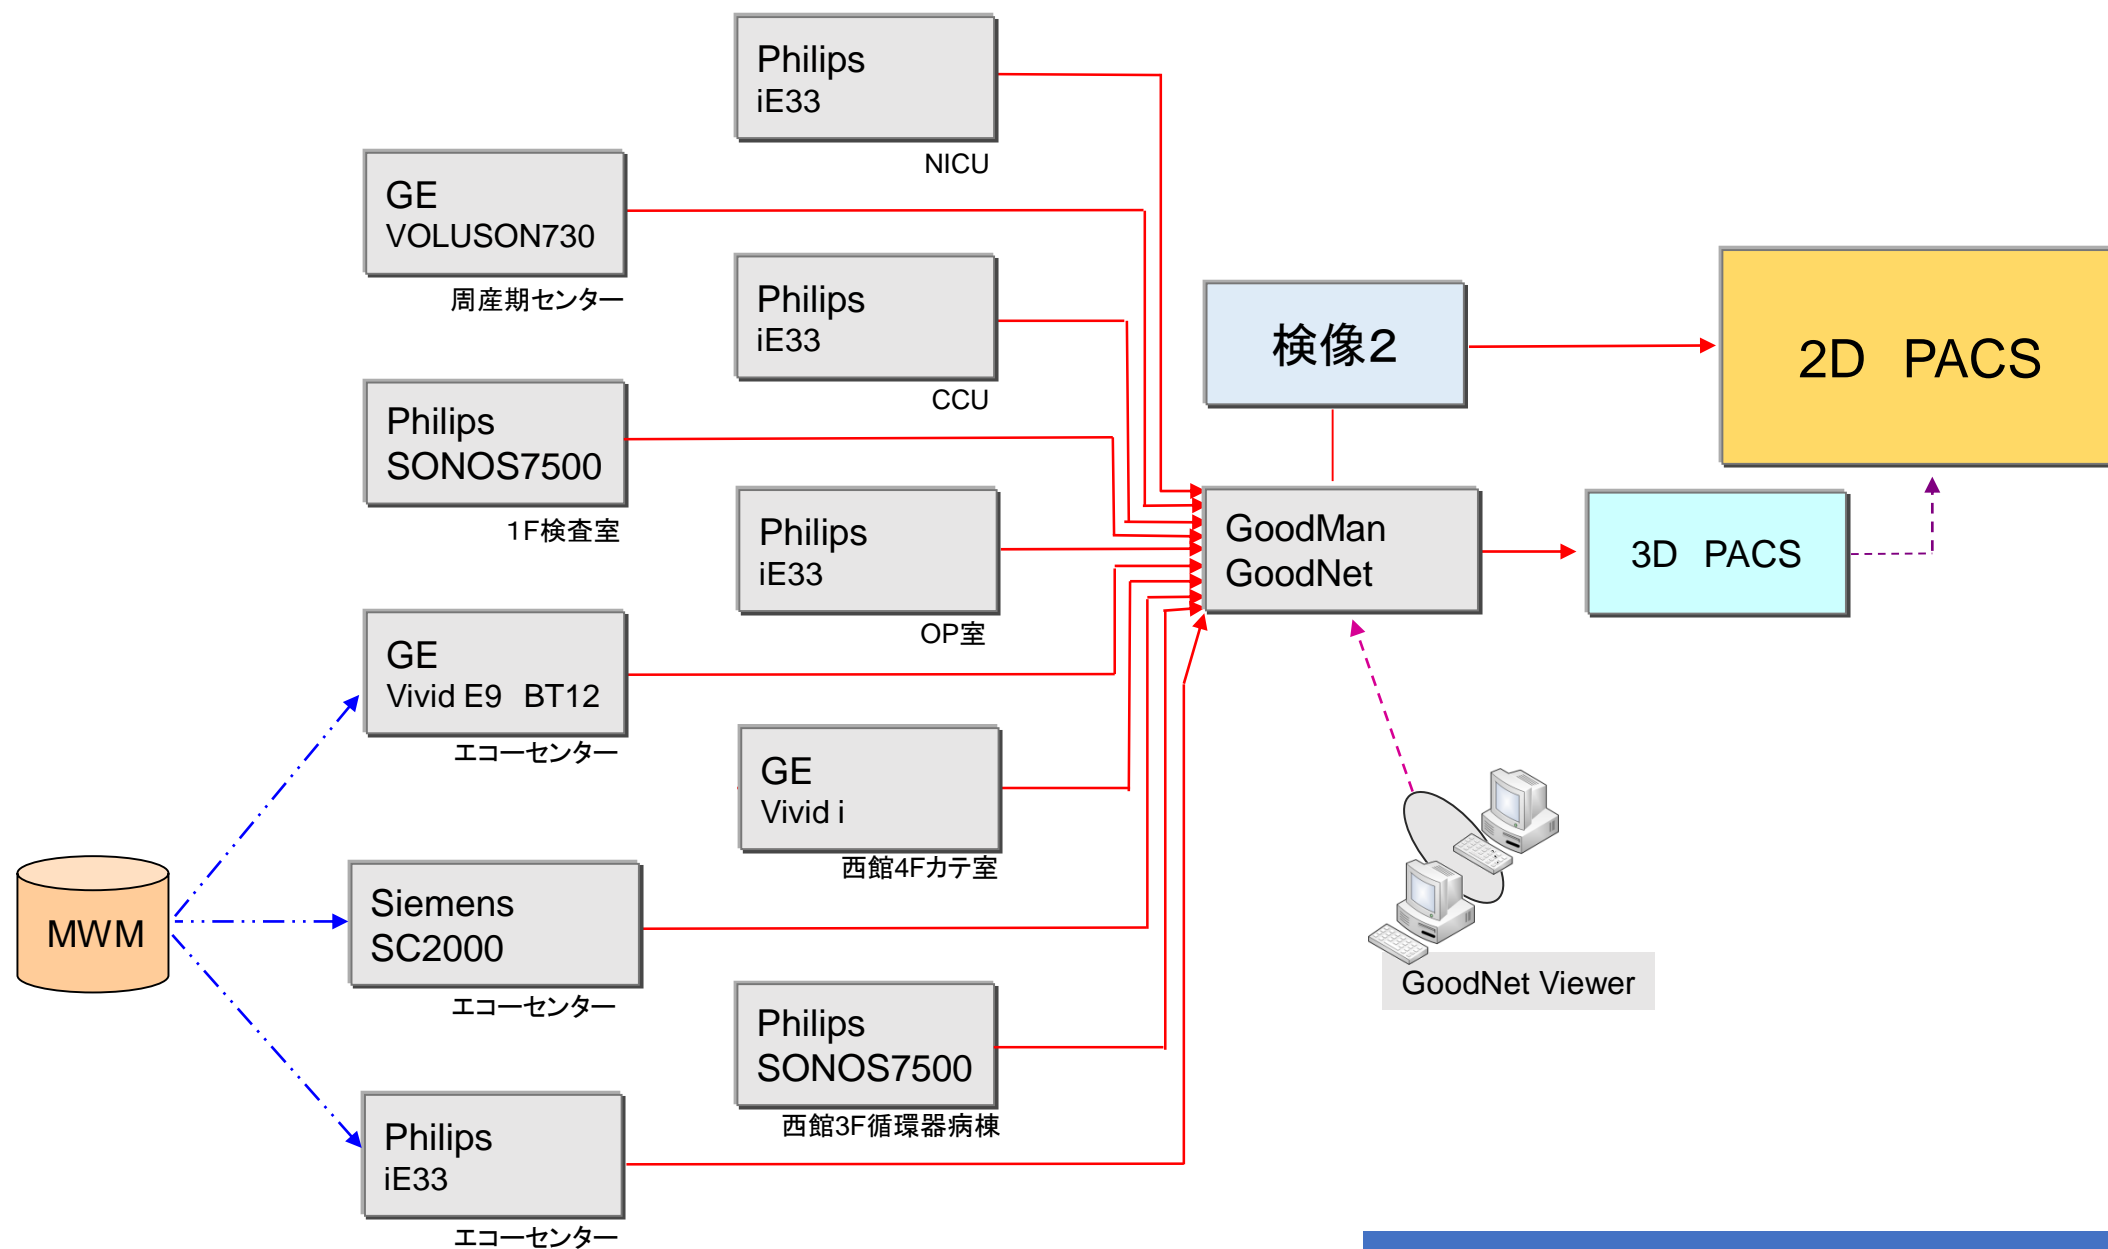 Philips
iE33
NICU
GE
VOLUSON730
周産期センター
Philips
iE33
CCU
検像２
2D　PACS
Philips
SONOS7500
１F検査室
Philips
iE33
OP室
GoodMan
GoodNet
3D　PACS
GE
Vivid E9　BT12
エコーセンター
GE
Vivid i
西館4Fカテ室
MWM
Siemens
SC2000
エコーセンター
GoodNet Viewer
Philips
SONOS7500
西館3F循環器病棟
Philips
iE33
エコーセンター